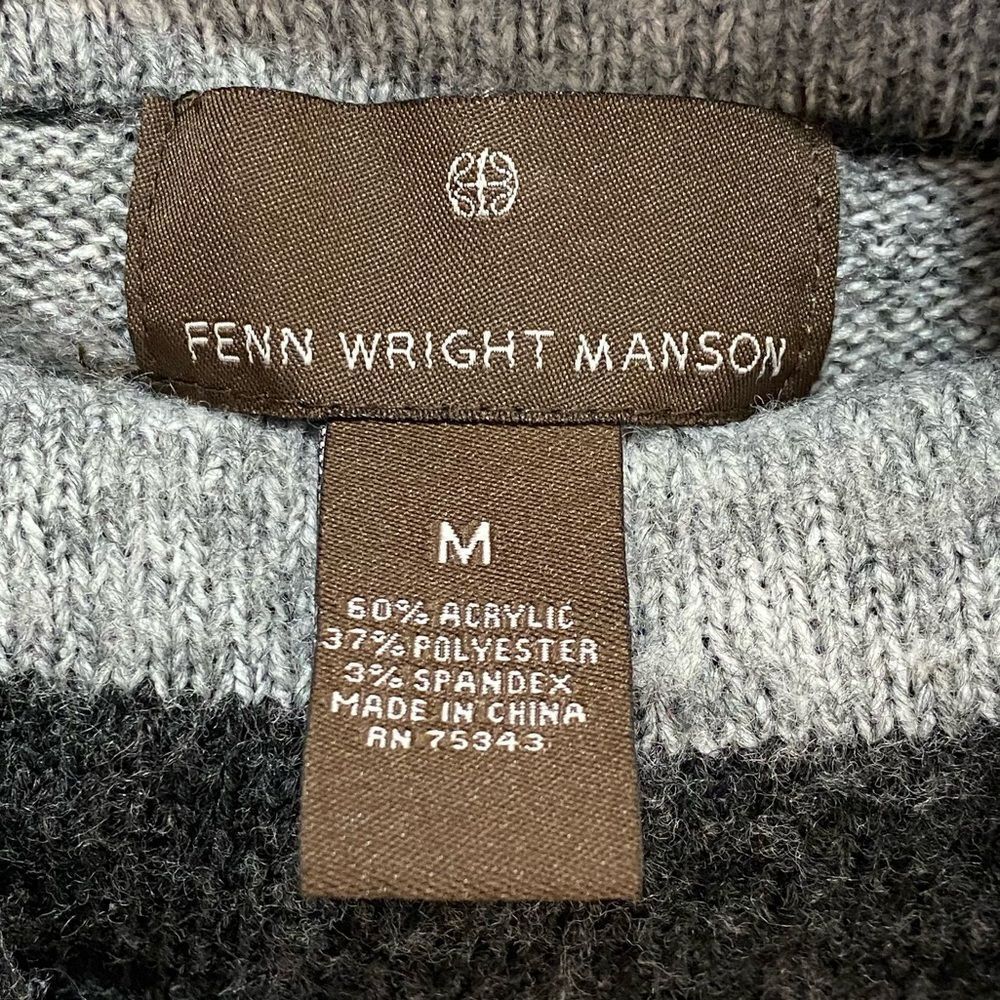 FENN WRIGHT MANSON
M
60% ACRYLIC
37% POLYESTER
3% SPANDEX
MADE IN CHINA
RN 75343